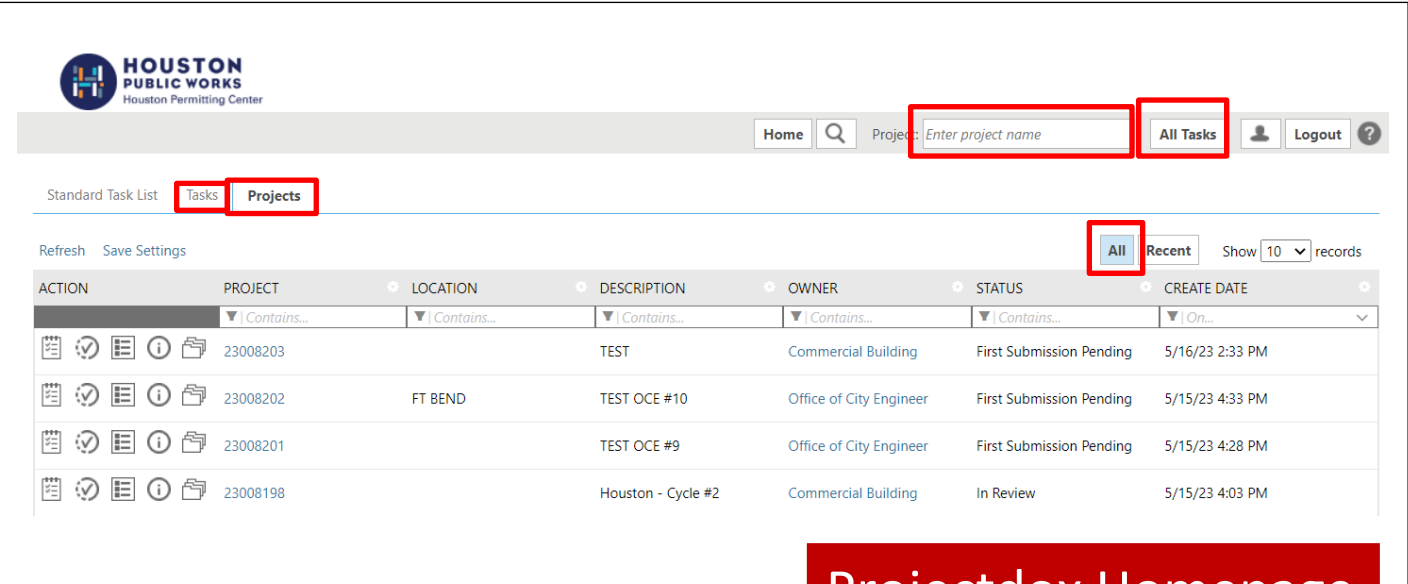 HOUSTON
PUBLIC WORKS
Houston Permitting Center
Home Project: Enter project name All Tasks Logout ?
Standard Task List Tasks Projects
Refresh Save Settings All Recent Show 10 records
ACTION PROJECT LOCATION DESCRIPTION OWNER STATUS CREATE DATE
Contains... Contains... Contains... Contains... Contains... On...
23008203 TEST Commercial Building First Submission Pending 5/16/23 2:33 PM
23008202 FT BEND TEST OCE #10 Office of City Engineer First Submission Pending 5/15/23 4:33 PM
23008201 TEST OCE #9 Office of City Engineer First Submission Pending 5/15/23 4:28 PM
23008198 Houston - Cycle #2 Commercial Building In Review 5/15/23 4:03 PM
Projectdox Homepage